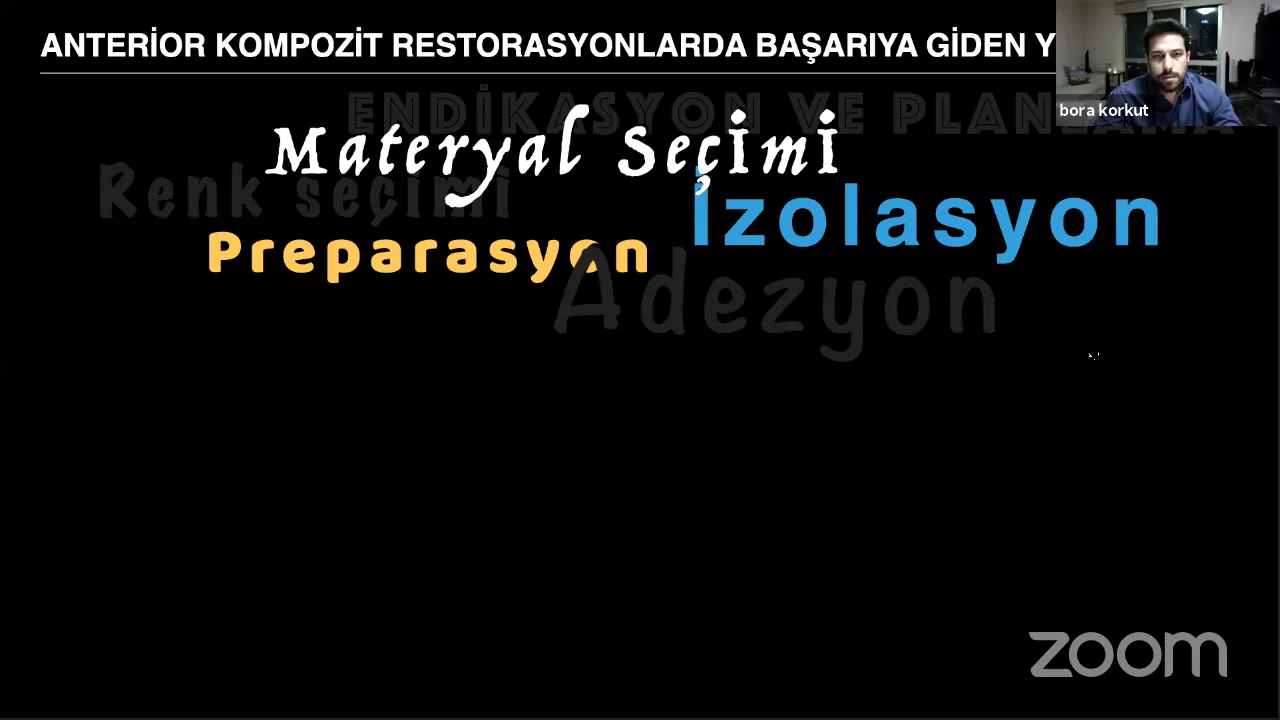 ANTERİOR KOMPOZİT RESTORASYONLARDA BAŞARIYA GİDEN Y
bora korkut
ENDİKASYON VE PLANLAMA
Materyal Seçimi
Renk seçimi
İzolasyon
Preparasyon
Adezyon
zoom